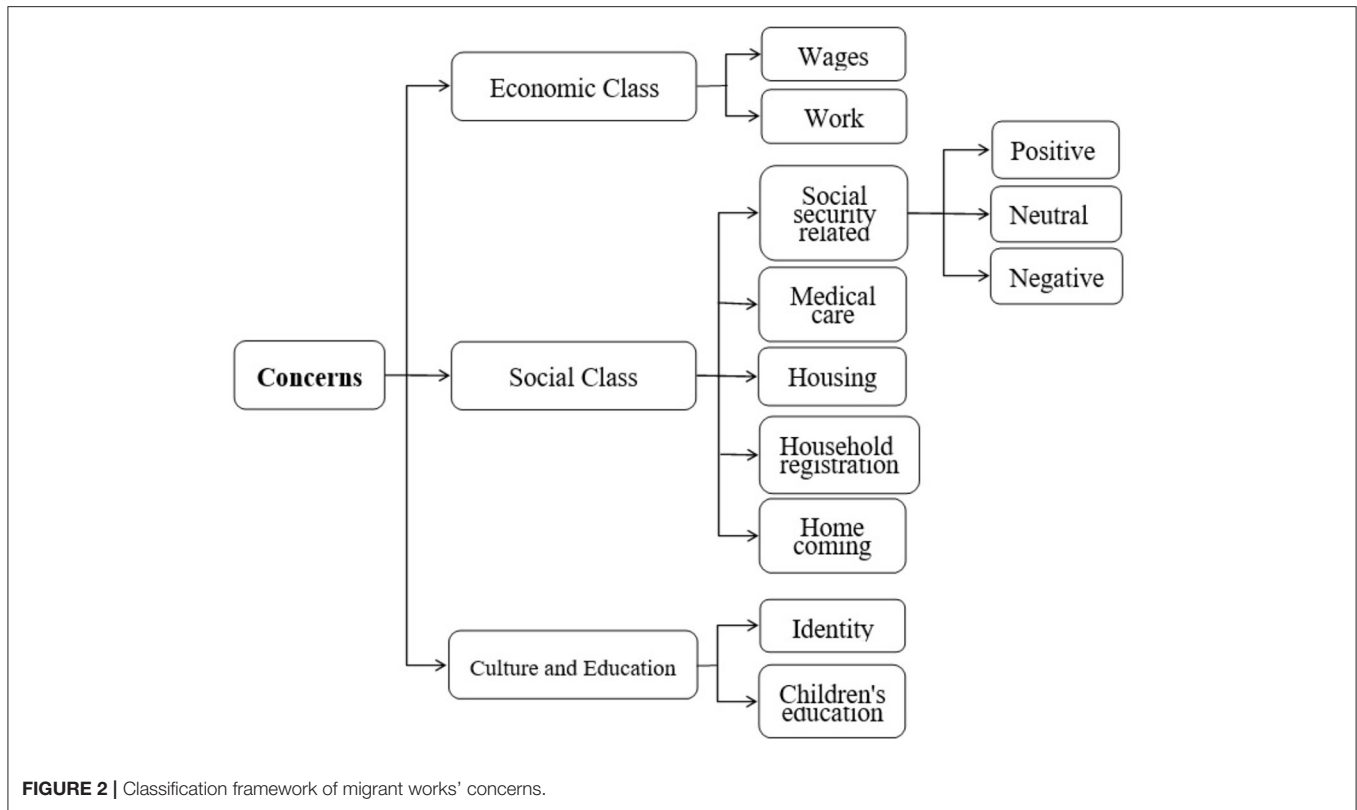 Concerns
Economic Class
Wages
Work
Social Class
Social
security
related
Positive
Neutral
Negative
Medical
care
Housing
Household
registration
Home
coming
Culture and Education
Identity
Children's
education
FIGURE 2 | Classification framework of migrant works’ concerns.